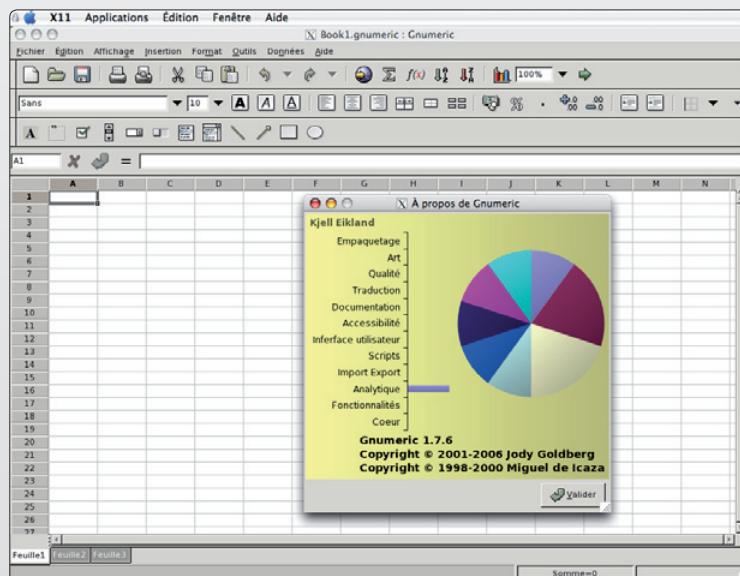 X11 Applications Édition Fenêtre Aide
Book1.gnumeric : Gnumeric
Fichier Égition Affichage Insertion Format Outils Données Aide
f(x) 100%
Sans 10 A A A %
A
A1 =
A B C D E F G H I J K L M N
1
2
3
4
5
6
7
8
9
10
11
12
13
14
15
16
17
18
19
20
21
22
23
24
25
26
27
À propos de Gnumeric
Kjell Eikland
Empaquetage
Art
Qualité
Traduction
Documentation
Accessibilité
Inferface utilisateur
Scripts
Import Export
Analytique
Fonctionnalités
Coeur
Gnumeric 1.7.6
Copyright © 2001-2006 Jody Goldberg
Copyright © 1998-2000 Miguel de Icaza
Valider
Feuille1 Feuille2 Feuille3
Somme=0